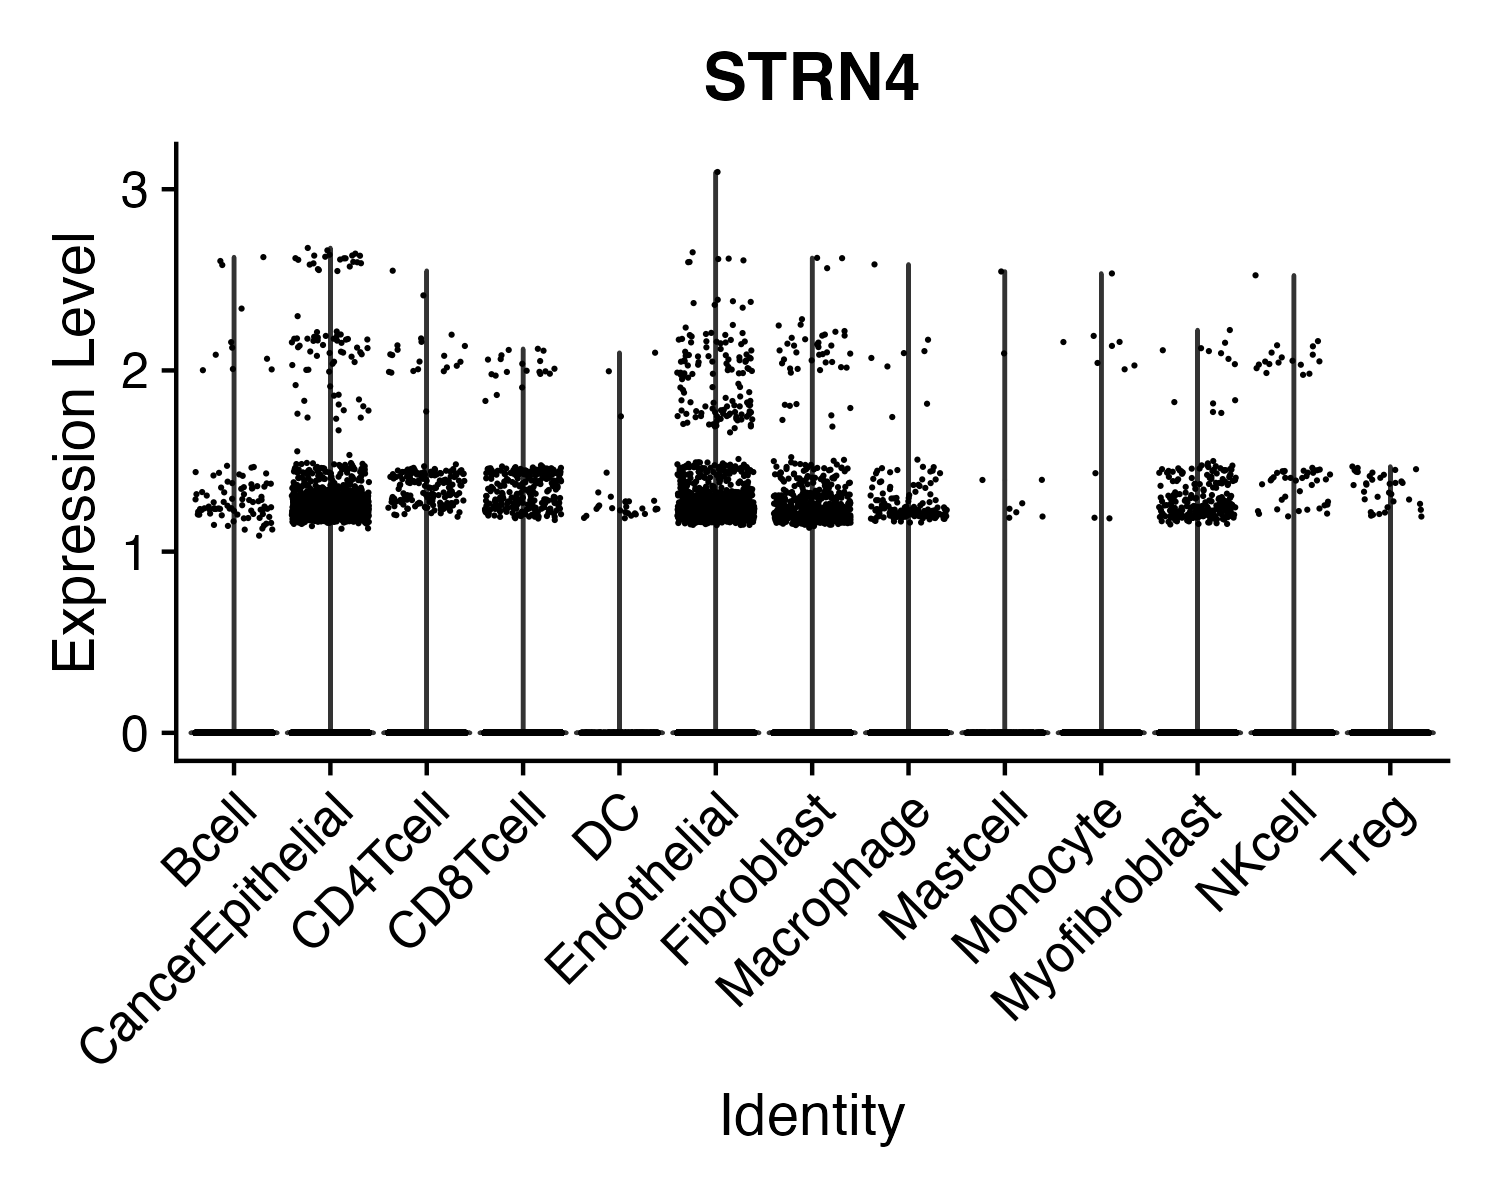 STRN4
Expression Level
3
2
1
0
Bcell
CancerEpithelial
CD4Tcell
CD8Tcell
DC
Endothelial
Fibroblast
Macrophage
Mastcell
Monocyte
Myofibroblast
NKcell
Treg
Identity